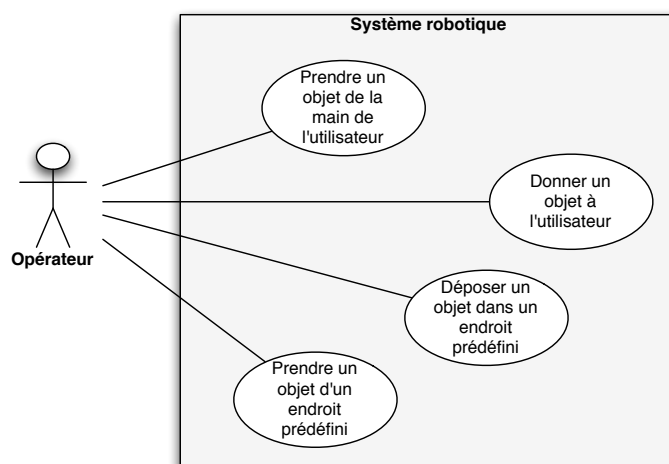 Système robotique
Prendre un
objet de la
main de
l'utilisateur
Donner un
objet à
l'utilisateur
Opérateur
Déposer un
objet dans un
endroit
prédéfini
Prendre un
objet d'un
endroit
prédéfini